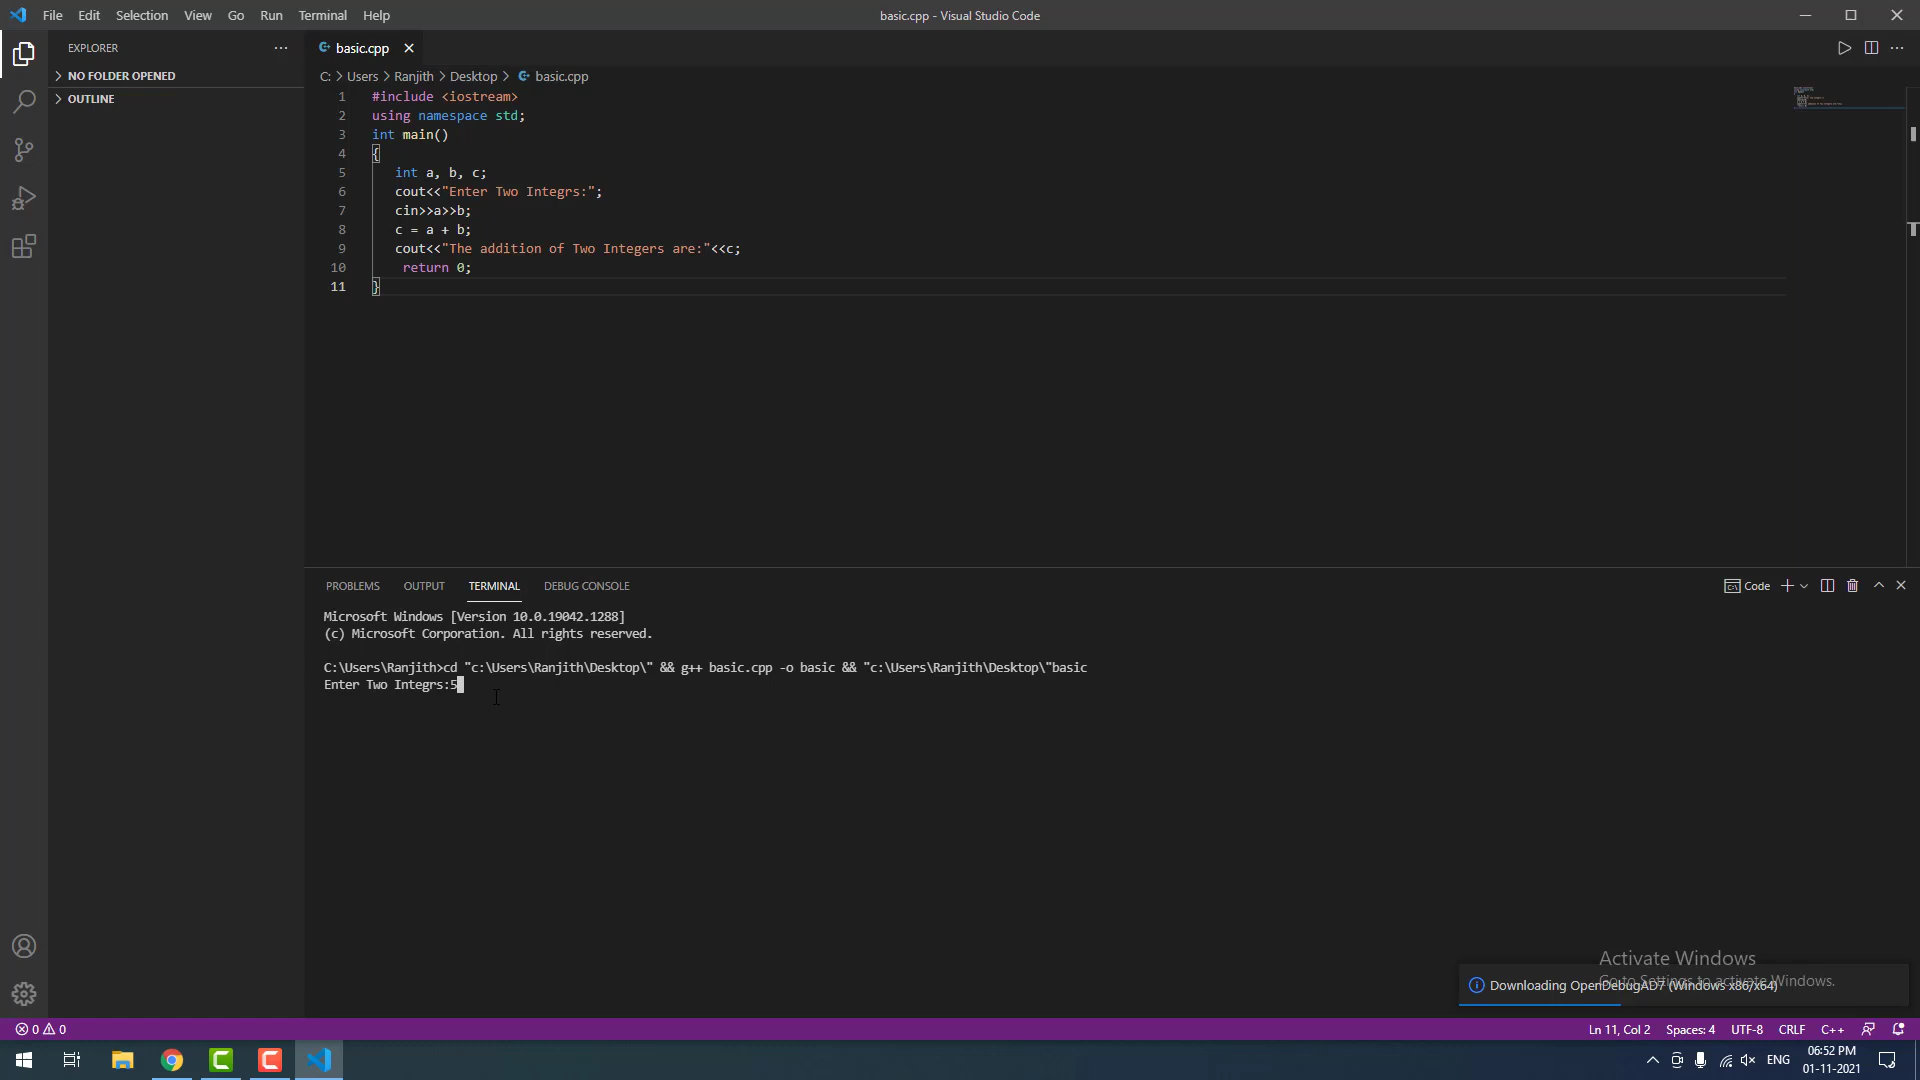 File Edit Selection View Go Run Terminal Help
basic.cpp - Visual Studio Code
EXPLORER
NO FOLDER OPENED
OUTLINE
basic.cpp
C: > Users > Ranjith > Desktop > basic.cpp
1 #include <iostream>
2 using namespace std;
3 int main()
4 {
5 int a, b, c;
6 cout<<"Enter Two Integrs:";
7 cin>>a>>b;
8 c = a + b;
9 cout<<"The addition of Two Integers are:"<<c;
10 return 0;
11 }
PROBLEMS OUTPUT TERMINAL DEBUG CONSOLE
Code
Microsoft Windows [Version 10.0.19042.1288]
(c) Microsoft Corporation. All rights reserved.
C:\Users\Ranjith>cd "c:\Users\Ranjith\Desktop\" && g++ basic.cpp -o basic && "c:\Users\Ranjith\Desktop\"basic
Enter Two Integrs:5
Activate Windows
Go to Settings to activate Windows.
Downloading OpenDebugAD7 (Windows x86/x64)
0 0
Ln 11, Col 2 Spaces: 4 UTF-8 CRLF C++
ENG
06:52 PM
01-11-2021